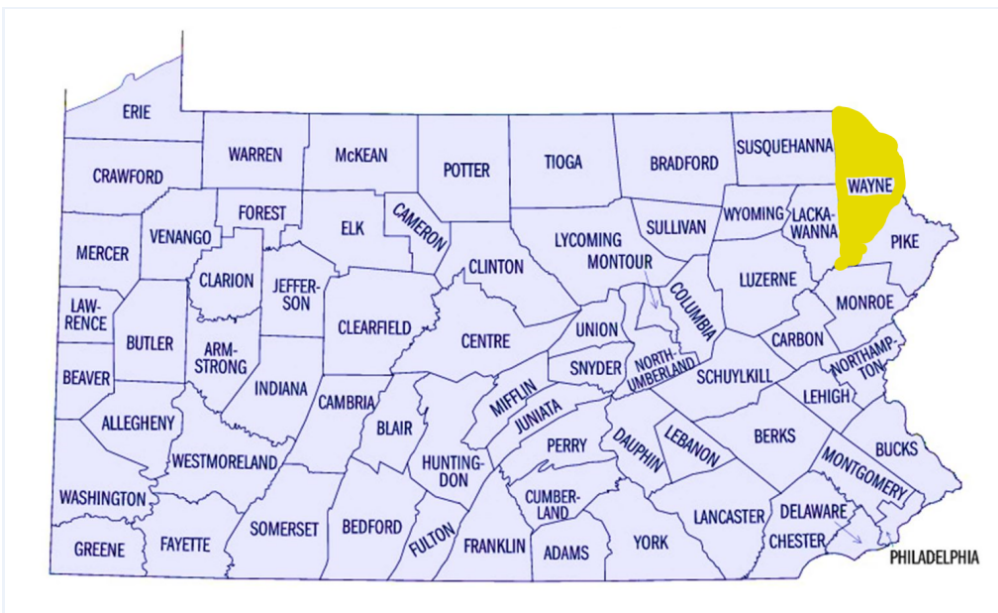 ERIE
WARREN
McKEAN
POTTER
TIOGA
BRADFORD
SUSQUEHANNA
WAYNE
CRAWFORD
FOREST
ELK
CAMERON
WYOMING
LACKA-
WANNA
MERCER
VENANGO
CLARION
JEFFER-
SON
CLINTON
LYCOMING
SULLIVAN
MONTOUR
COLUMBIA
LUZERNE
PIKE
MONROE
LAW-
RENCE
BUTLER
ARM-
STRONG
CLEARFIELD
CENTRE
UNION
SNYDER
NORTH-
UMBERLAND
CARBON
NORTHAMP-
TON
BEAVER
INDIANA
CAMBRIA
BLAIR
MIFFLIN
JUNIATA
SCHUYLKILL
LEHIGH
ALLEGHENY
WESTMORELAND
HUNTING-
DON
PERRY
DAUPHIN
LEBANON
BERKS
MONTGOMERY
BUCKS
WASHINGTON
CUMBER-
LAND
LANCASTER
DELAWARE
GREENE
FAYETTE
SOMERSET
BEDFORD
FULTON
FRANKLIN
ADAMS
YORK
CHESTER
PHILADELPHIA